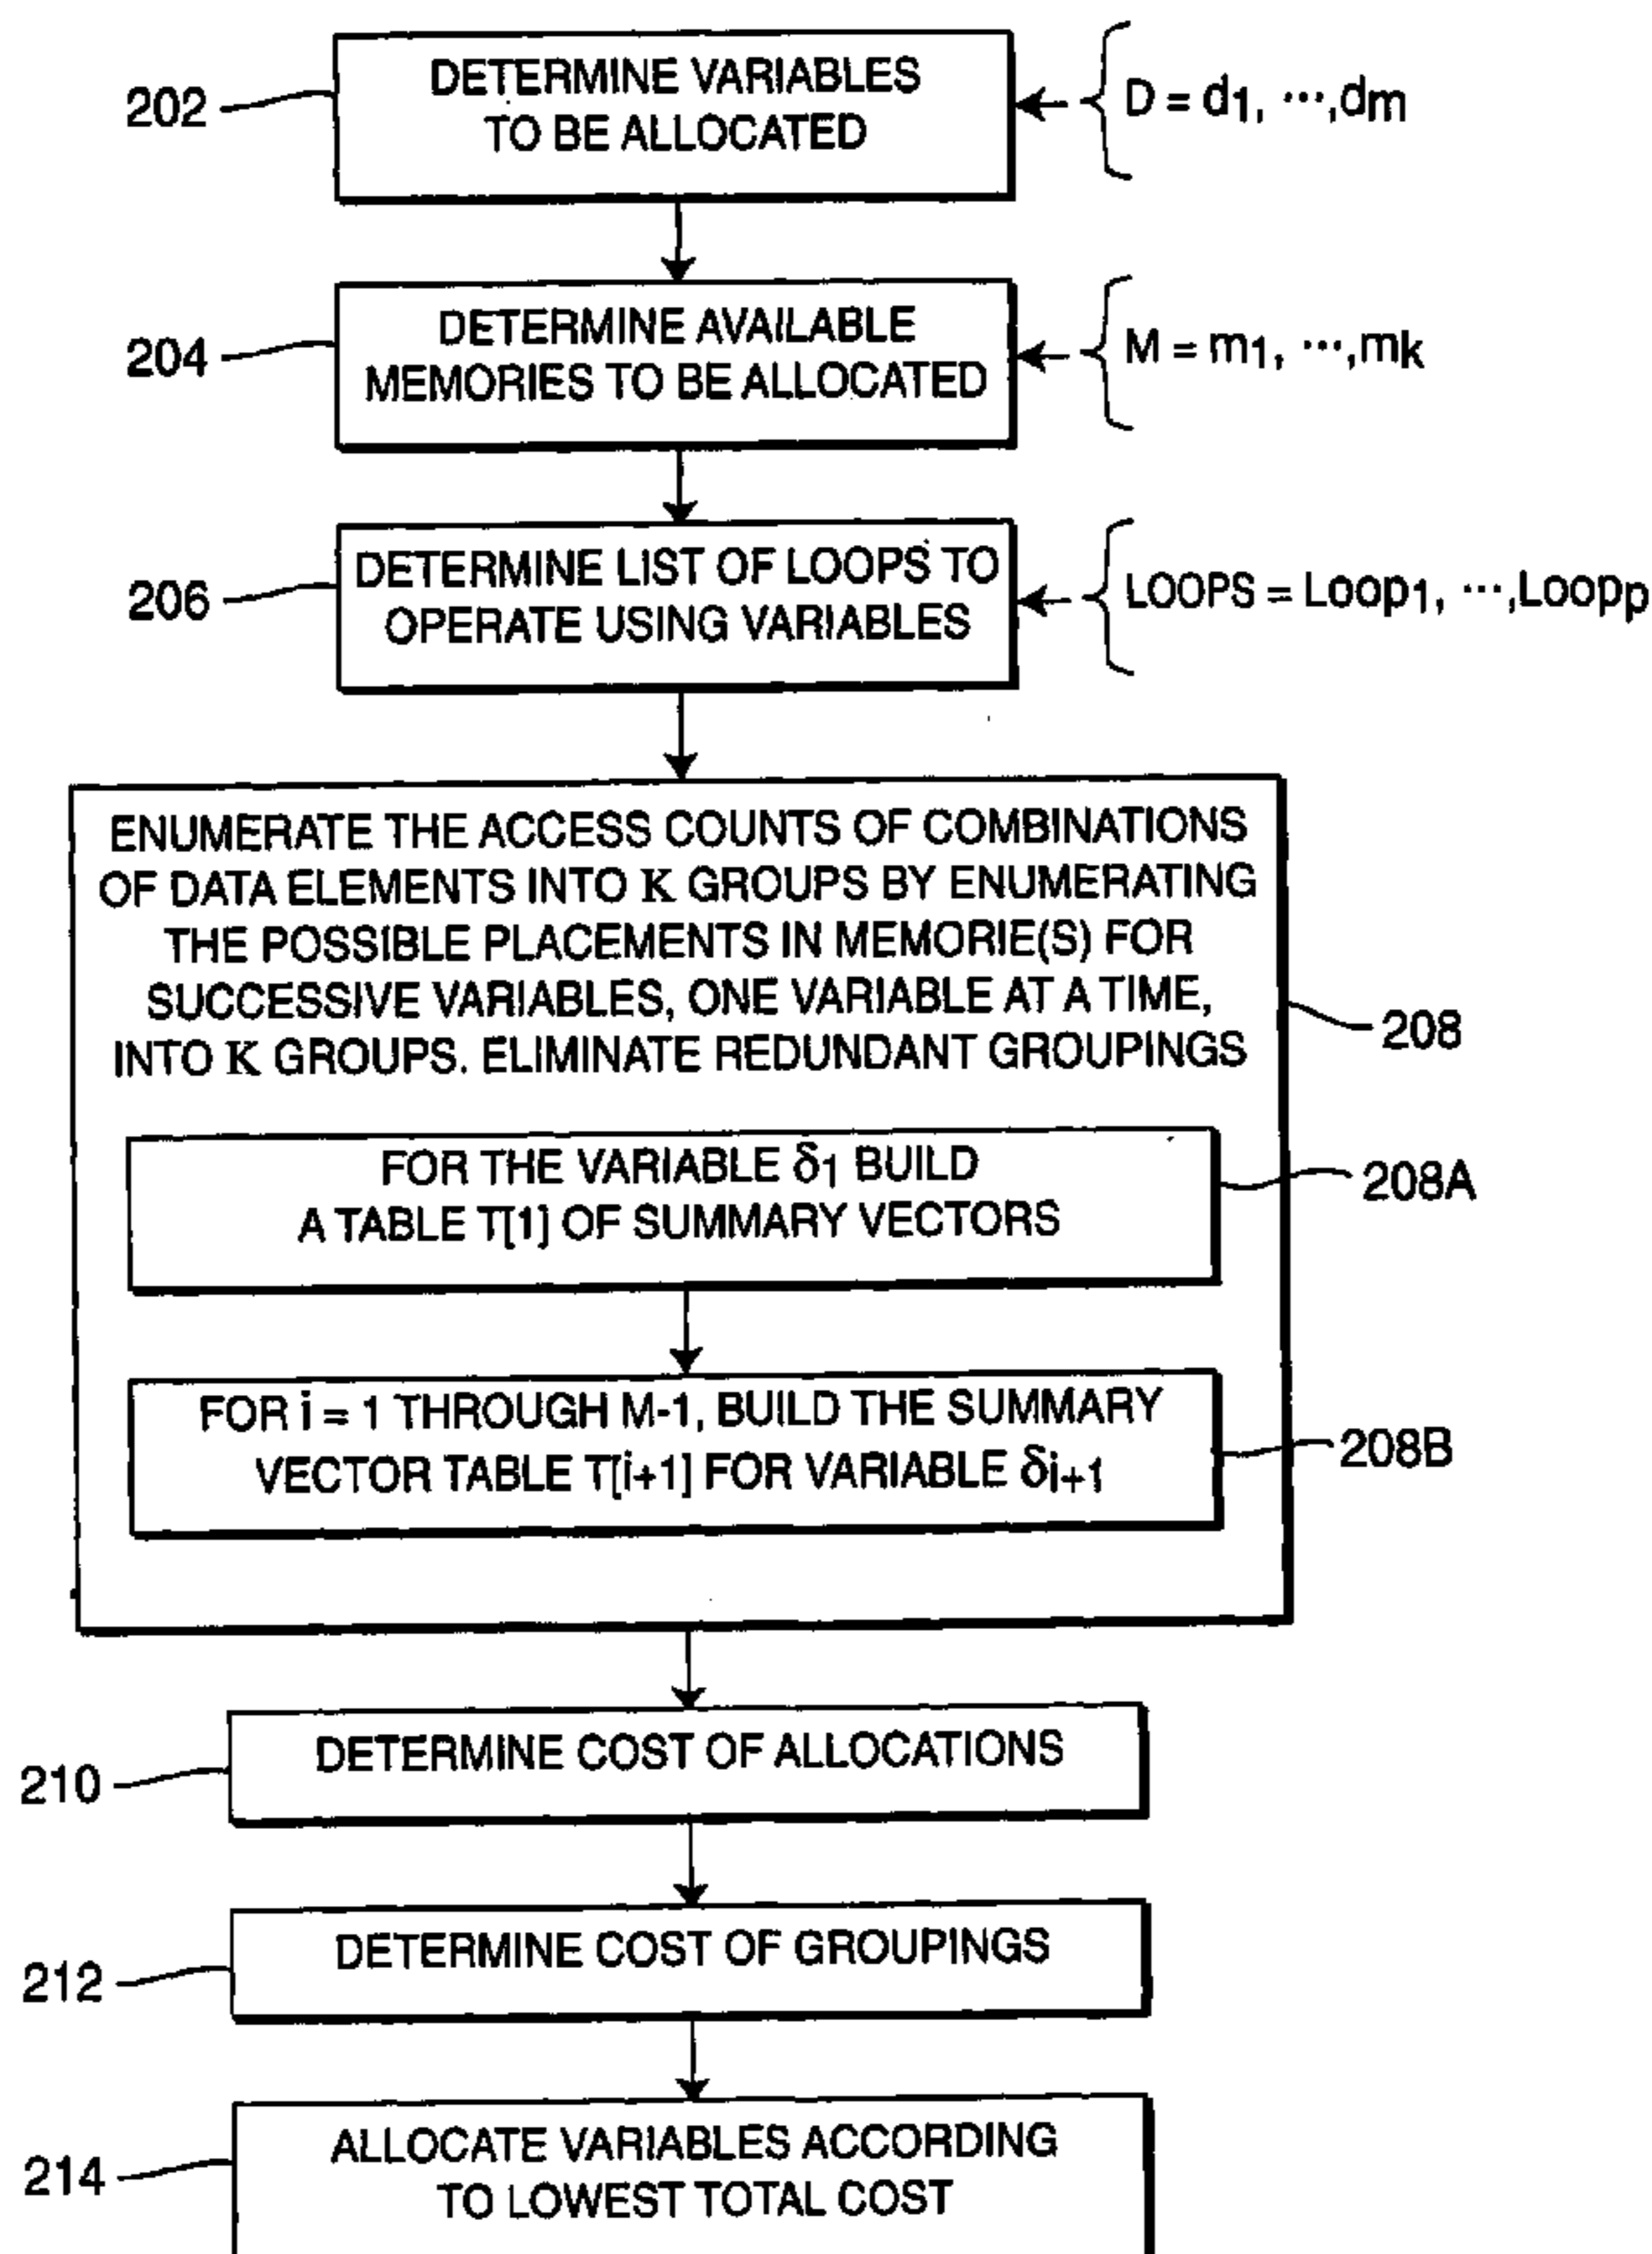 202
DETERMINE VARIABLES
TO BE ALLOCATED
D = d1, ···,dm
204
DETERMINE AVAILABLE
MEMORIES TO BE ALLOCATED
M = m1, ···,mk
206
DETERMINE LIST OF LOOPS TO
OPERATE USING VARIABLES
LOOPS = Loop1, ···,Loopp
ENUMERATE THE ACCESS COUNTS OF COMBINATIONS
OF DATA ELEMENTS INTO K GROUPS BY ENUMERATING
THE POSSIBLE PLACEMENTS IN MEMORIE(S) FOR
SUCCESSIVE VARIABLES, ONE VARIABLE AT A TIME,
INTO K GROUPS. ELIMINATE REDUNDANT GROUPINGS
208
FOR THE VARIABLE δ1 BUILD
A TABLE T[1] OF SUMMARY VECTORS
208A
FOR i = 1 THROUGH M-1, BUILD THE SUMMARY
VECTOR TABLE T[i+1] FOR VARIABLE δi+1
208B
210
DETERMINE COST OF ALLOCATIONS
212
DETERMINE COST OF GROUPINGS
214
ALLOCATE VARIABLES ACCORDING
TO LOWEST TOTAL COST